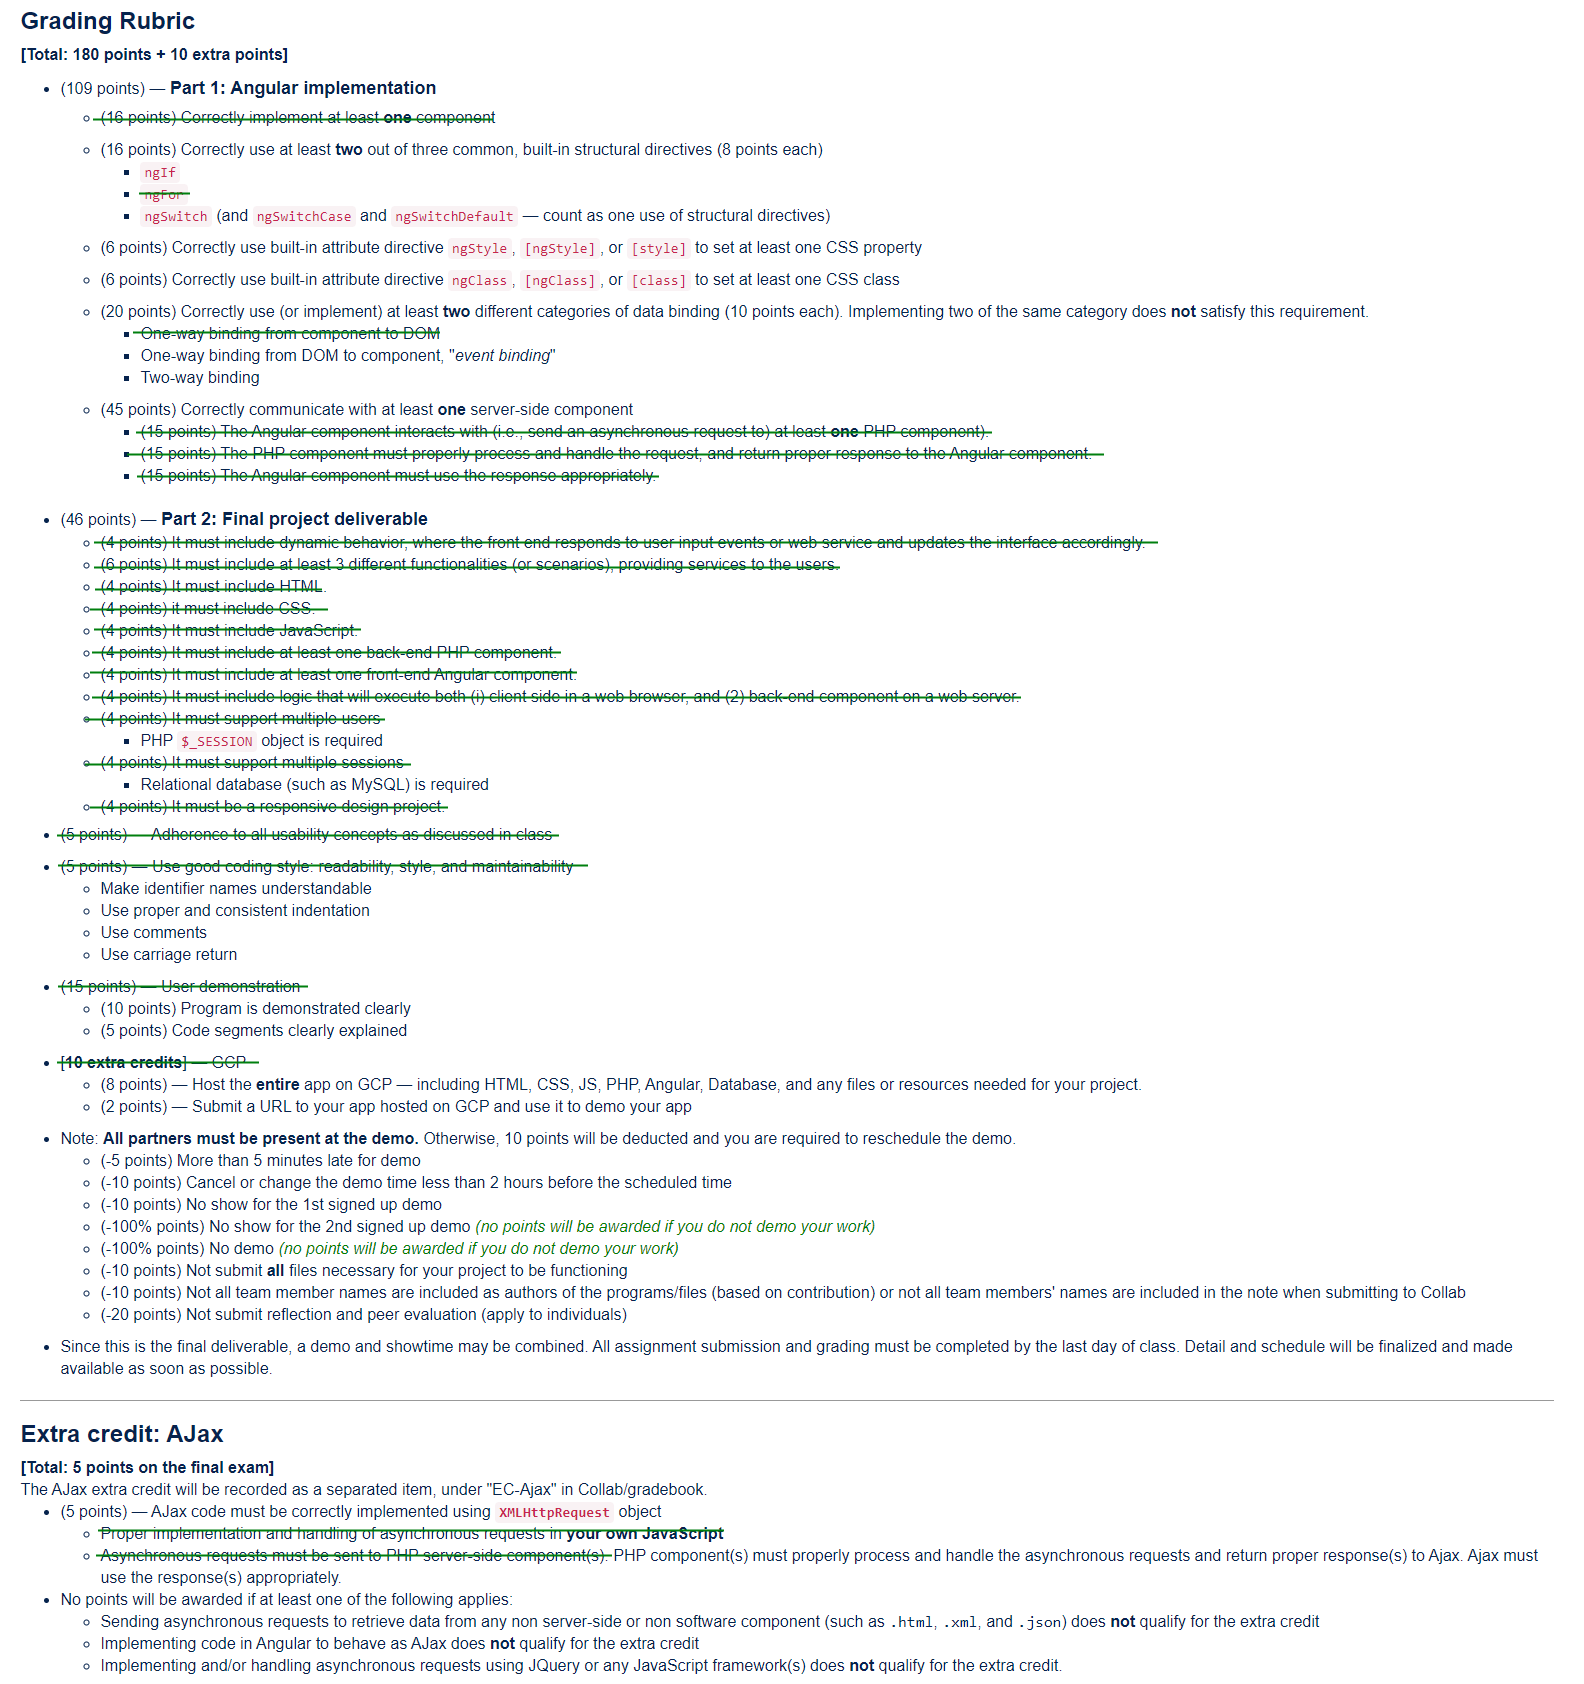 Grading Rubric
[Total: 180 points + 10 extra points]
(109 points) — Part 1: Angular implementation
(16 points) Correctly implement at least one component
(16 points) Correctly use at least two out of three common, built-in structural directives (8 points each)
ngIf
ngFor
ngSwitch (and ngSwitchCase and ngSwitchDefault — count as one use of structural directives)
(6 points) Correctly use built-in attribute directive ngStyle, [ngStyle], or [style] to set at least one CSS property
(6 points) Correctly use built-in attribute directive ngClass, [ngClass], or [class] to set at least one CSS class
(20 points) Correctly use (or implement) at least two different categories of data binding (10 points each). Implementing two of the same category does not satisfy this requirement.
One-way binding from component to DOM
One-way binding from DOM to component, "event binding"
Two-way binding
(45 points) Correctly communicate with at least one server-side component
(15 points) The Angular component interacts with (i.e., send an asynchronous request to) at least one PHP component).
(15 points) The PHP component must properly process and handle the request, and return proper response to the Angular component.
(15 points) The Angular component must use the response appropriately.
(46 points) — Part 2: Final project deliverable
(4 points) It must include dynamic behavior, where the front end responds to user input events or web service and updates the interface accordingly.
(6 points) It must include at least 3 different functionalities (or scenarios), providing services to the users.
(4 points) It must include HTML.
(4 points) it must include CSS.
(4 points) It must include JavaScript.
(4 points) It must include at least one back-end PHP component.
(4 points) It must include at least one front-end Angular component.
(4 points) It must include logic that will execute both (i) client side in a web browser, and (2) back-end component on a web server.
(4 points) It must support multiple users
PHP $_SESSION object is required
(4 points) It must support multiple sessions
Relational database (such as MySQL) is required
(4 points) It must be a responsive design project.
(5 points) — Adherence to all usability concepts as discussed in class
(5 points) — Use good coding style: readability, style, and maintainability
Make identifier names understandable
Use proper and consistent indentation
Use comments
Use carriage return
(15 points) — User demonstration
(10 points) Program is demonstrated clearly
(5 points) Code segments clearly explained
[10 extra credits] — GCP
(8 points) — Host the entire app on GCP — including HTML, CSS, JS, PHP, Angular, Database, and any files or resources needed for your project.
(2 points) — Submit a URL to your app hosted on GCP and use it to demo your app
Note: All partners must be present at the demo. Otherwise, 10 points will be deducted and you are required to reschedule the demo.
(-5 points) More than 5 minutes late for demo
(-10 points) Cancel or change the demo time less than 2 hours before the scheduled time
(-10 points) No show for the 1st signed up demo
(-100% points) No show for the 2nd signed up demo (no points will be awarded if you do not demo your work)
(-100% points) No demo (no points will be awarded if you do not demo your work)
(-10 points) Not submit all files necessary for your project to be functioning
(-10 points) Not all team member names are included as authors of the programs/files (based on contribution) or not all team members' names are included in the note when submitting to Collab
(-20 points) Not submit reflection and peer evaluation (apply to individuals)
Since this is the final deliverable, a demo and showtime may be combined. All assignment submission and grading must be completed by the last day of class. Detail and schedule will be finalized and made
available as soon as possible.
Extra credit: AJax
[Total: 5 points on the final exam]
The AJax extra credit will be recorded as a separated item, under "EC-Ajax" in Collab/gradebook.
(5 points) — AJax code must be correctly implemented using XMLHttpRequest object
Proper implementation and handling of asynchronous requests in your own JavaScript
Asynchronous requests must be sent to PHP server-side component(s). PHP component(s) must properly process and handle the asynchronous requests and return proper response(s) to Ajax. Ajax must
use the response(s) appropriately.
No points will be awarded if at least one of the following applies:
Sending asynchronous requests to retrieve data from any non server-side or non software component (such as .html, .xml, and .json) does not qualify for the extra credit
Implementing code in Angular to behave as AJax does not qualify for the extra credit
Implementing and/or handling asynchronous requests using JQuery or any JavaScript framework(s) does not qualify for the extra credit.